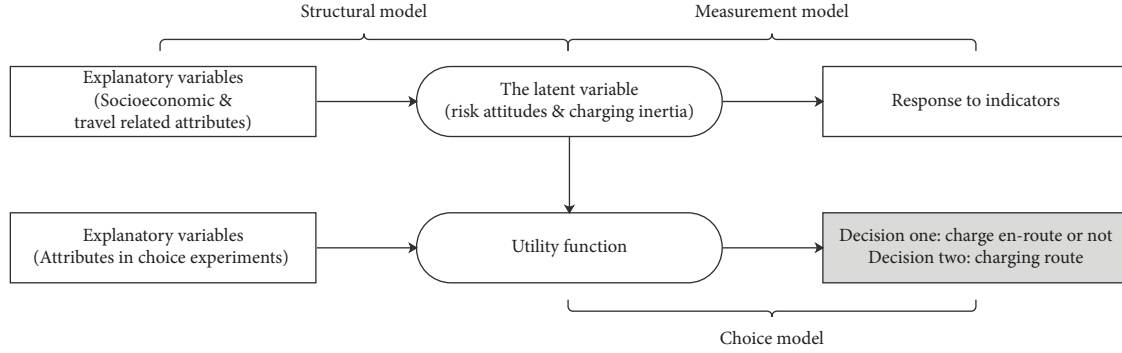 Structural model
Measurement model
Explanatory variables
(Socioeconomic &
travel related attributes)
The latent variable
(risk attitudes & charging inertia)
Response to indicators
Explanatory variables
(Attributes in choice experiments)
Utility function
Decision one: charge en-route or not
Decision two: charging route
Choice model